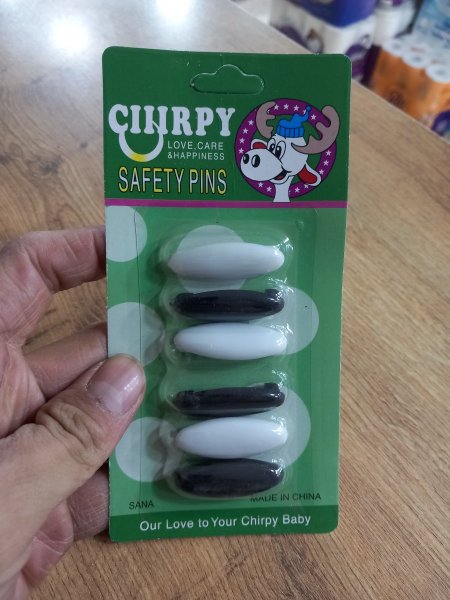 CHIRPY
LOVE, CARE
& HAPPINESS
SAFETY PINS
SANA
MADE IN CHINA
Our Love to Your Chirpy Baby